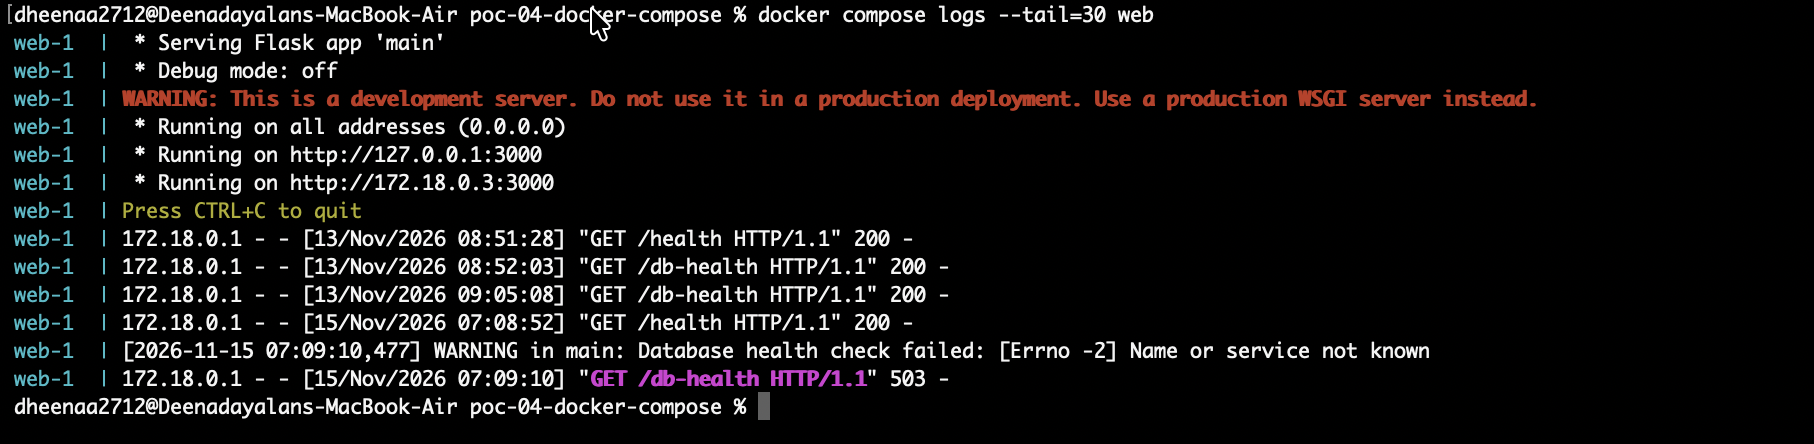 [dheenaa2712@Deenadayalans-MacBook-Air poc-04-docker-compose % docker compose logs --tail=30 web
web-1  |  * Serving Flask app 'main'
web-1  |  * Debug mode: off
web-1  | WARNING: This is a development server. Do not use it in a production deployment. Use a production WSGI server instead.
web-1  |  * Running on all addresses (0.0.0.0)
web-1  |  * Running on http://127.0.0.1:3000
web-1  |  * Running on http://172.18.0.3:3000
web-1  | Press CTRL+C to quit
web-1  | 172.18.0.1 - - [13/Nov/2026 08:51:28] "GET /health HTTP/1.1" 200 -
web-1  | 172.18.0.1 - - [13/Nov/2026 08:52:03] "GET /db-health HTTP/1.1" 200 -
web-1  | 172.18.0.1 - - [13/Nov/2026 09:05:08] "GET /db-health HTTP/1.1" 200 -
web-1  | 172.18.0.1 - - [15/Nov/2026 07:08:52] "GET /health HTTP/1.1" 200 -
web-1  | [2026-11-15 07:09:10,477] WARNING in main: Database health check failed: [Errno -2] Name or service not known
web-1  | 172.18.0.1 - - [15/Nov/2026 07:09:10] "GET /db-health HTTP/1.1" 503 -
dheenaa2712@Deenadayalans-MacBook-Air poc-04-docker-compose %